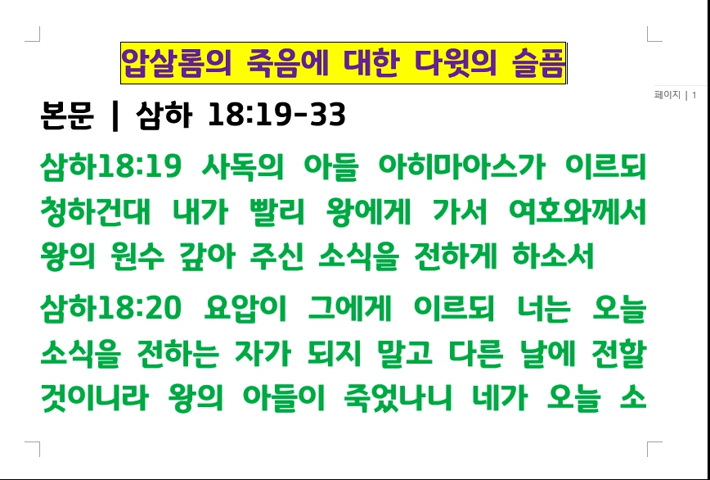 압살롬의 죽음에 대한 다윗의 슬픔
페이지 | 1
본문 | 삼하 18:19-33
삼하18:19 사독의 아들 아히마아스가 이르되
청하건대 내가 빨리 왕에게 가서 여호와께서
왕의 원수 갚아 주신 소식을 전하게 하소서
삼하18:20 요압이 그에게 이르되 너는 오늘
소식을 전하는 자가 되지 말고 다른 날에 전할
것이니라 왕의 아들이 죽었나니 네가 오늘 소